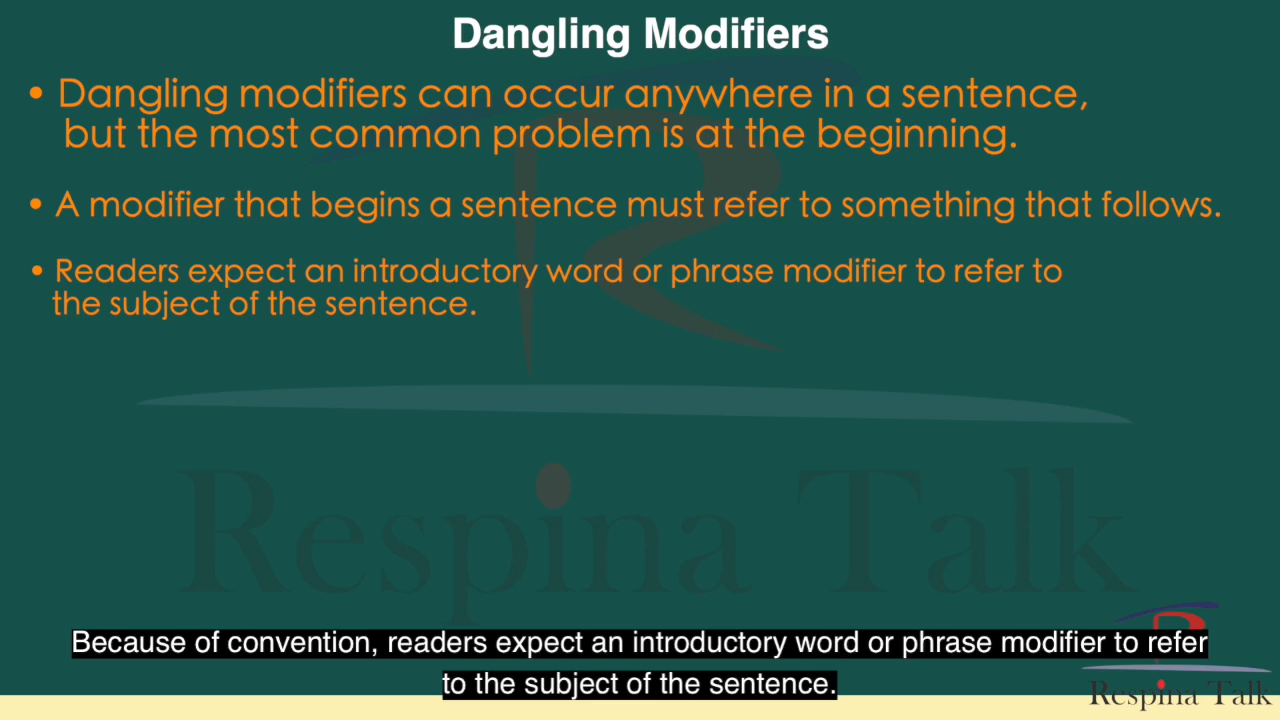 Dangling Modifiers
• Dangling modifiers can occur anywhere in a sentence,
but the most common problem is at the beginning.
• A modifier that begins a sentence must refer to something that follows.
• Readers expect an introductory word or phrase modifier to refer to
the subject of the sentence.
Respina Talk
Because of convention, readers expect an introductory word or phrase modifier to refer
to the subject of the sentence.
Respina Talk